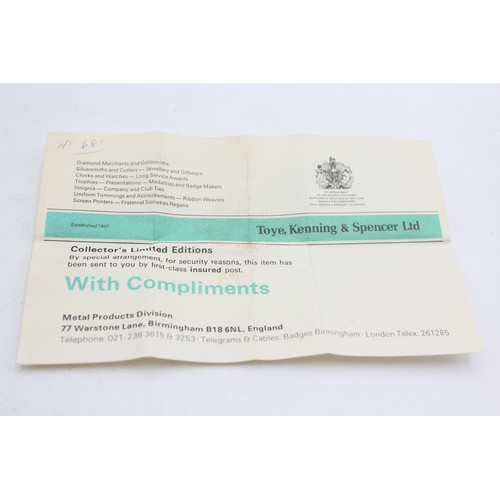 No 68
Diamond Merchants and Goldsmiths
Silversmiths and Cutlers — Jewellery and Giftware
Clocks and Watches — Long Service Awards
Trophies — Presentations — Medallists and Badge Makers
Insignia — Company and Club Ties
Uniform Trimmings and Accoutrements — Ribbon Weavers
Screen Printers — Fraternal Societies Regalia
Established 1801
Toye, Kenning & Spencer Ltd
Collector's Limited Editions
By special arrangement, for security reasons, this item has
been sent to you by first-class insured post.
With Compliments
Metal Products Division
77 Warstone Lane, Birmingham B18 6NL, England
Telephone: 021-236 3615 & 3253 · Telegrams & Cables: Badges Birmingham · London Telex: 261285